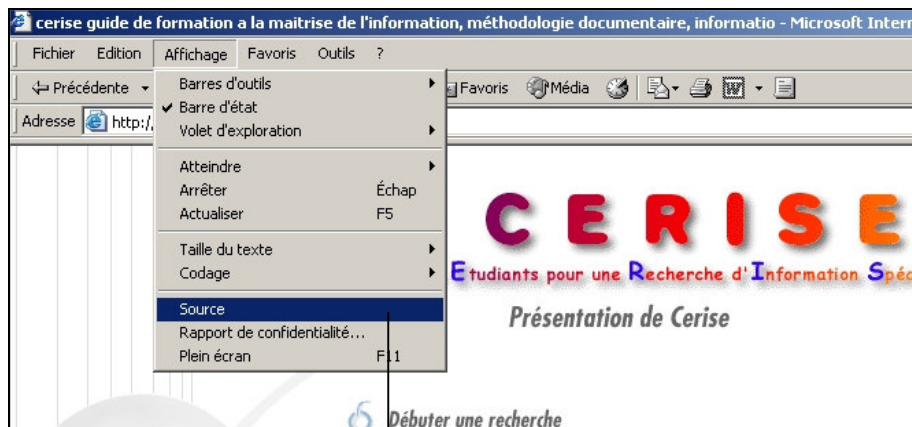 cerise guide de formation a la maitrise de l'information, méthodologie documentaire, informatio - Microsoft Intern
Fichier Edition Affichage Favoris Outils ?
Précédente Favoris Média
Adresse http:/
Barres d'outils
Barre d'état
Volet d'exploration
Atteindre
Arrêter Échap
Actualiser F5
Taille du texte
Codage
Source
Rapport de confidentialité...
Plein écran F11
CERISE
Etudiants pour une Recherche d'Information Spéc
Présentation de Cerise
Débuter une recherche